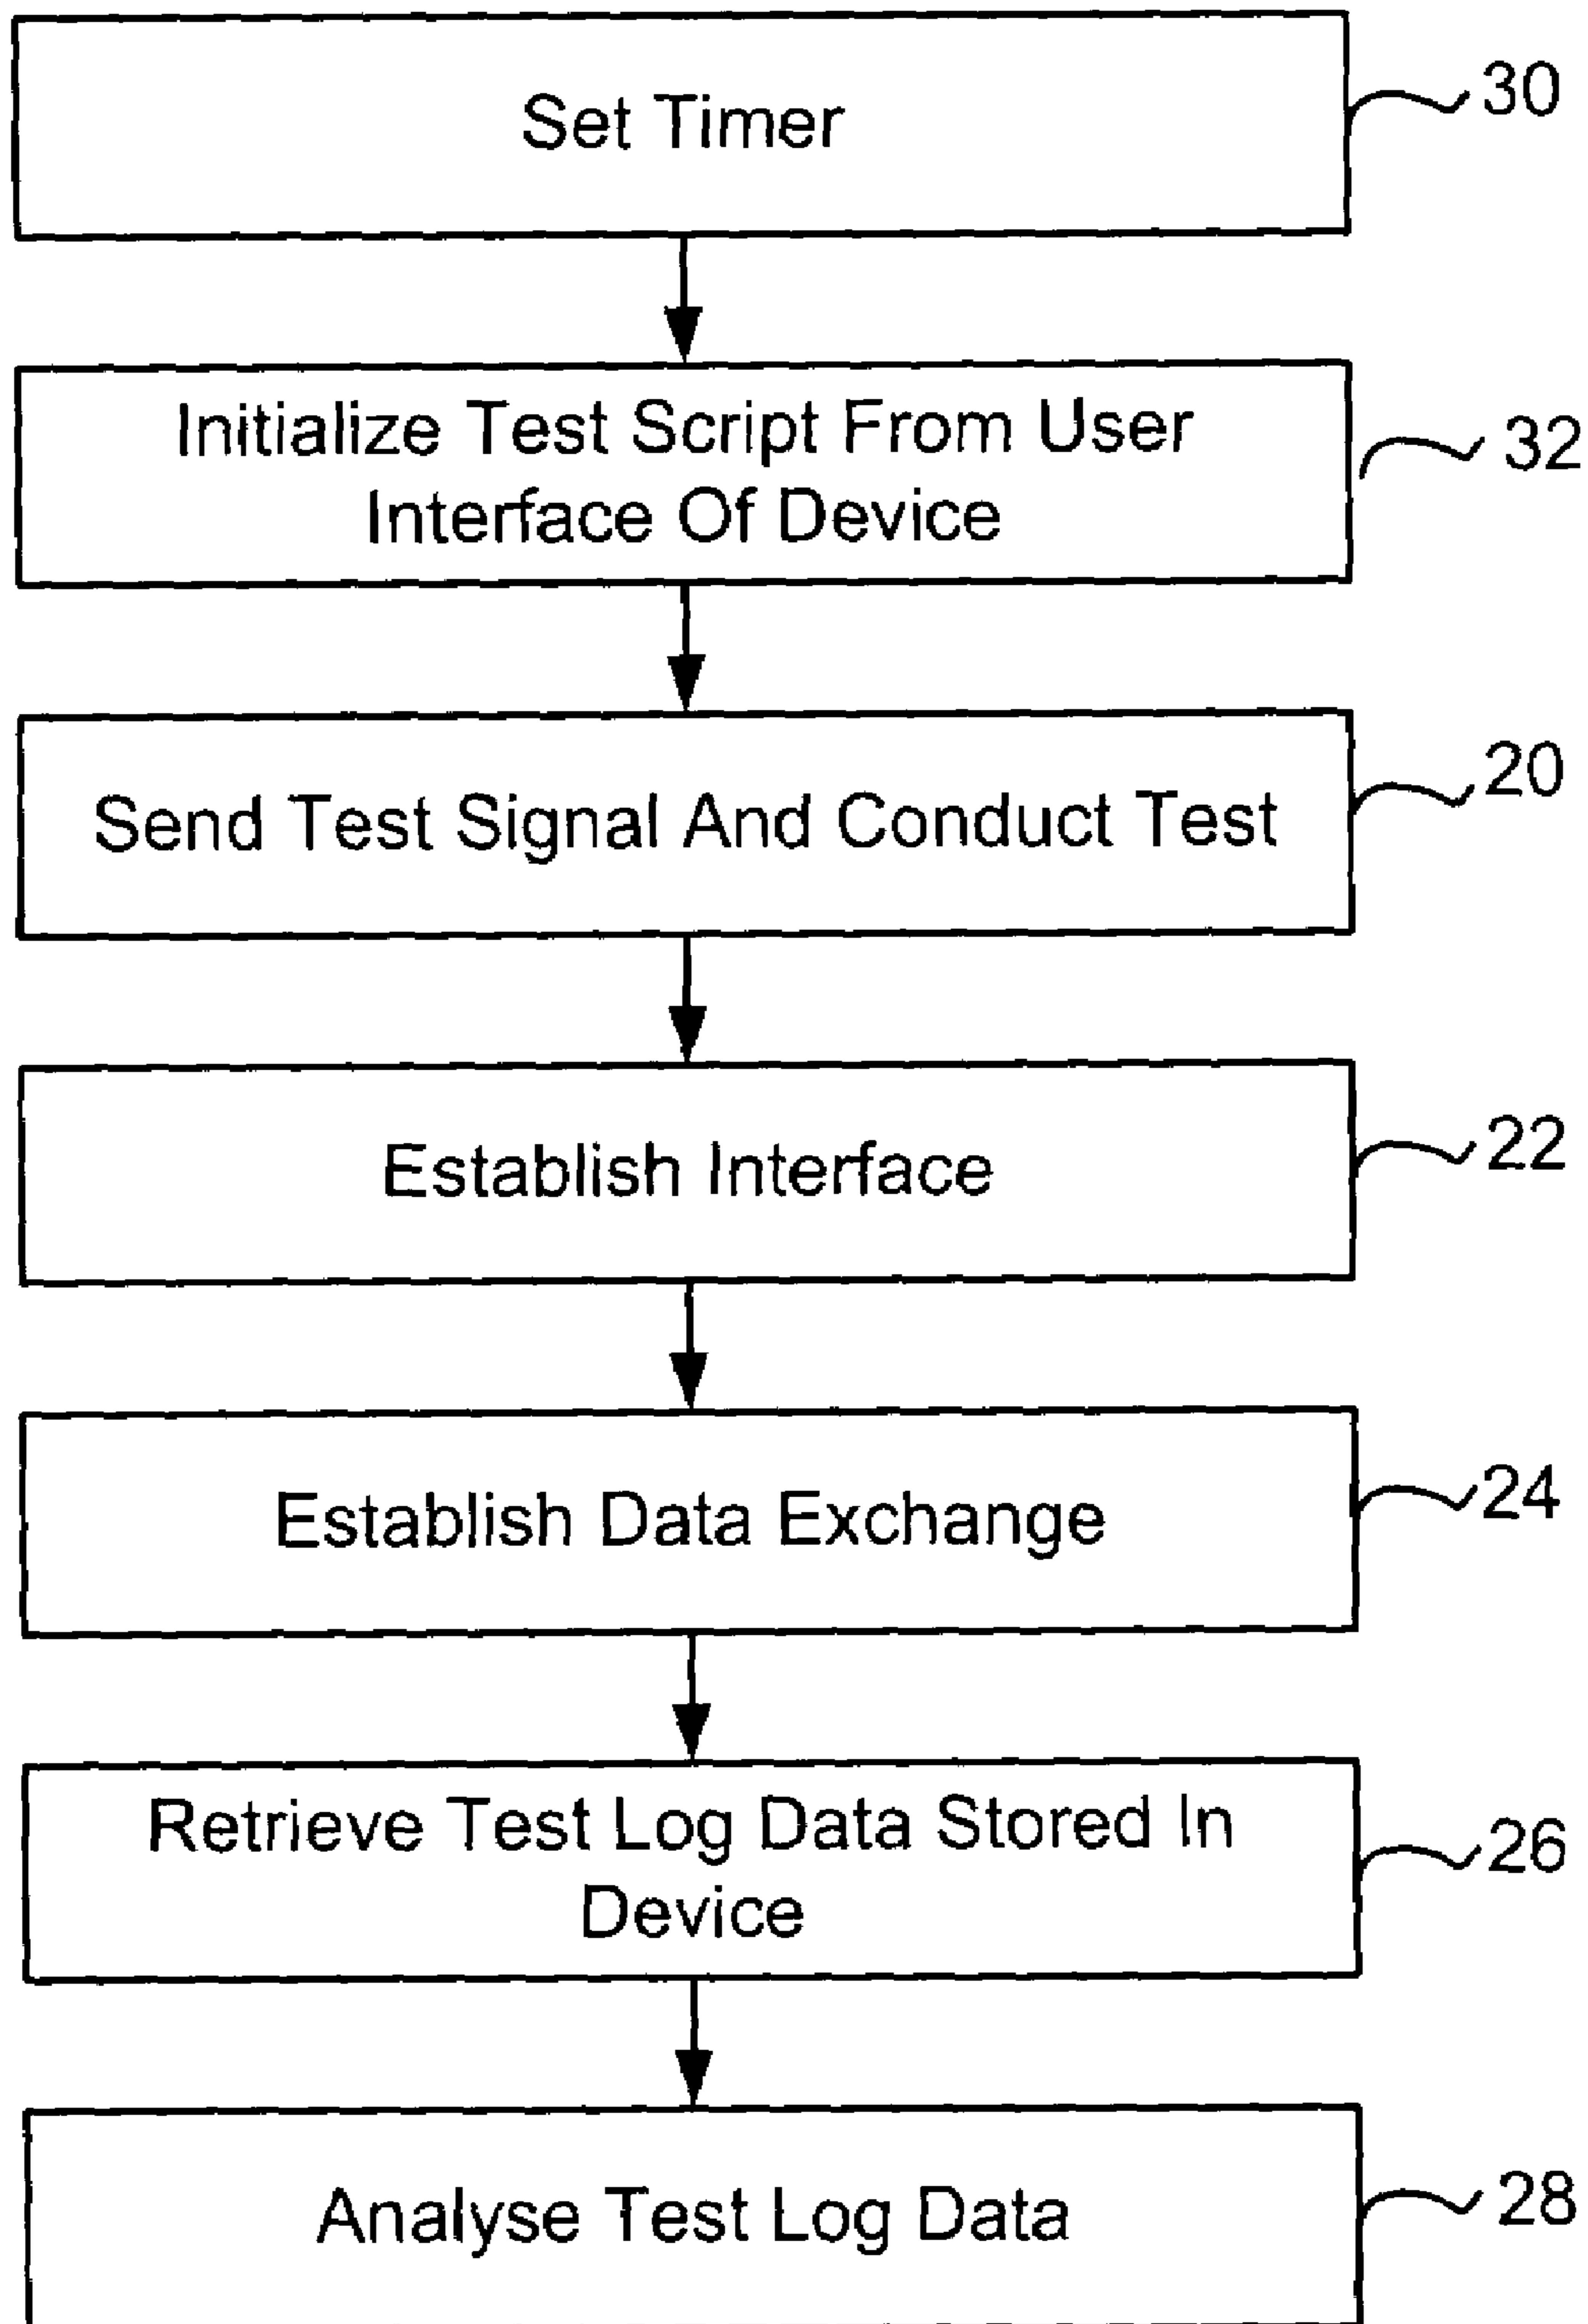 Set Timer
30
Initialize Test Script From User
Interface Of Device
32
Send Test Signal And Conduct Test
20
Establish Interface
22
Establish Data Exchange
24
Retrieve Test Log Data Stored In
Device
26
Analyse Test Log Data
28